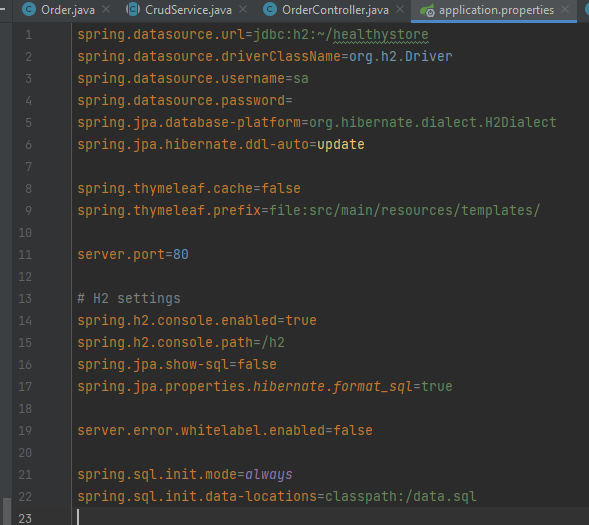 Order.java
CrudService.java
OrderController.java
application.properties
1 spring.datasource.url=jdbc:h2:~/healthystore
2 spring.datasource.driverClassName=org.h2.Driver
3 spring.datasource.username=sa
4 spring.datasource.password=
5 spring.jpa.database-platform=org.hibernate.dialect.H2Dialect
6 spring.jpa.hibernate.ddl-auto=update
7
8 spring.thymeleaf.cache=false
9 spring.thymeleaf.prefix=file:src/main/resources/templates/
10
11 server.port=80
12
13 # H2 settings
14 spring.h2.console.enabled=true
15 spring.h2.console.path=/h2
16 spring.jpa.show-sql=false
17 spring.jpa.properties.hibernate.format_sql=true
18
19 server.error.whitelabel.enabled=false
20
21 spring.sql.init.mode=always
22 spring.sql.init.data-locations=classpath:/data.sql
23